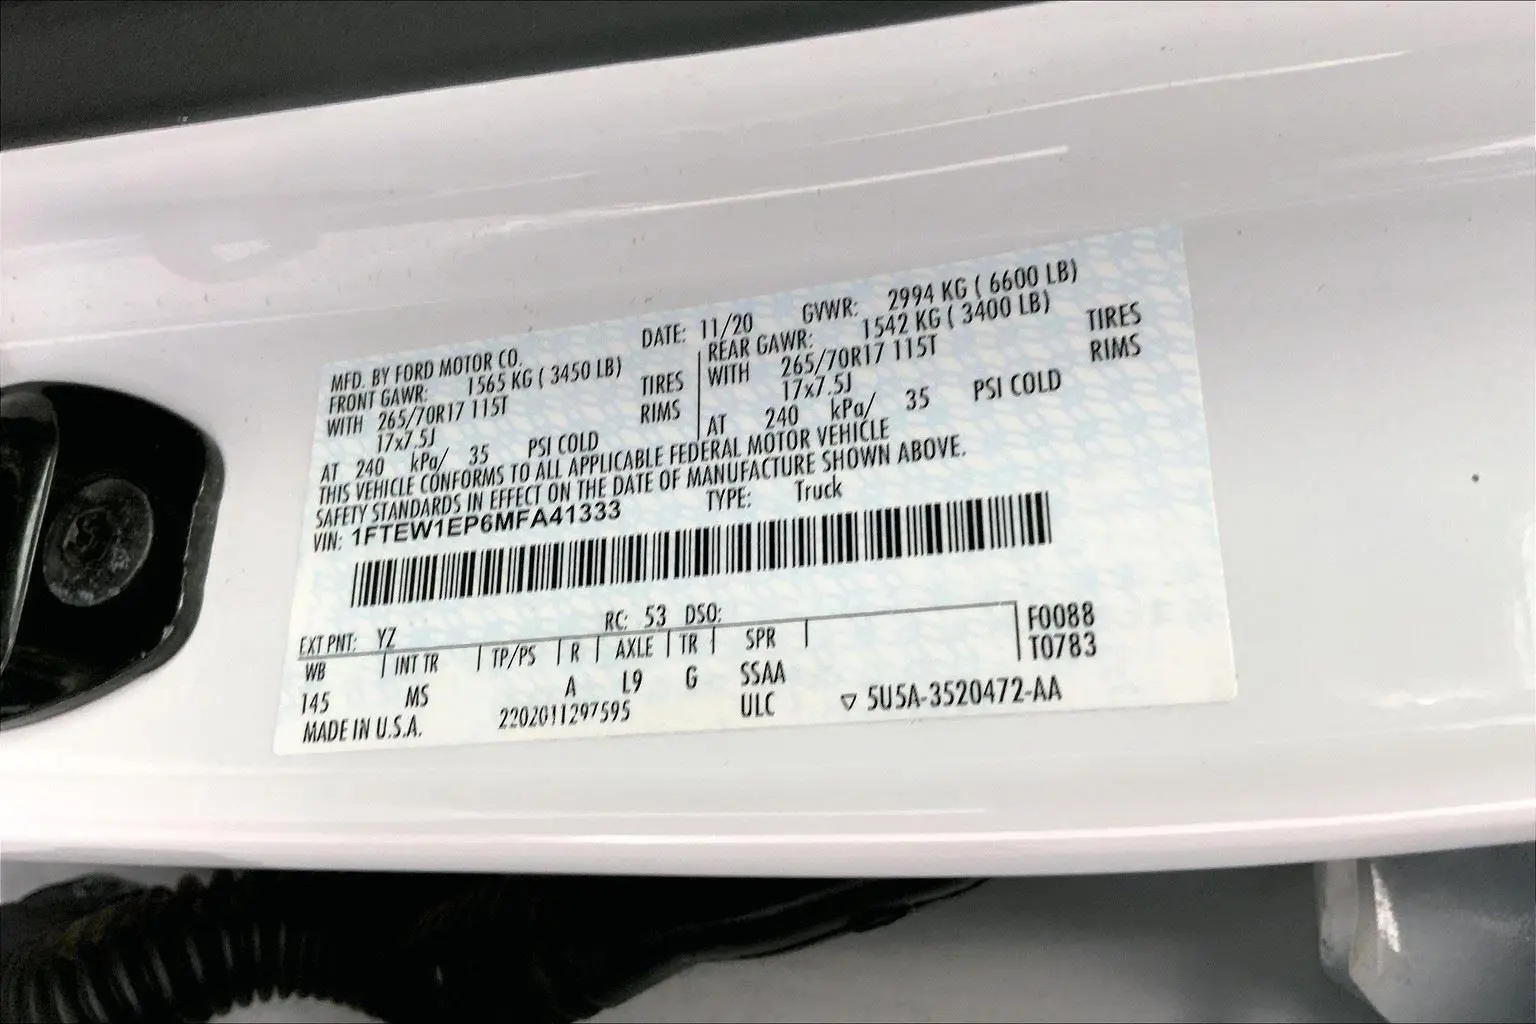 MFD. BY FORD MOTOR CO. DATE: 11/20 GVWR: 2994 KG ( 6600 LB)
FRONT GAWR: 1565 KG ( 3450 LB) REAR GAWR: 1542 KG ( 3400 LB)
WITH 265/70R17 115T TIRES WITH 265/70R17 115T TIRES
17x7.5J RIMS 17x7.5J RIMS
AT 240 kPa/ 35 PSI COLD AT 240 kPa/ 35 PSI COLD
THIS VEHICLE CONFORMS TO ALL APPLICABLE FEDERAL MOTOR VEHICLE
SAFETY STANDARDS IN EFFECT ON THE DATE OF MANUFACTURE SHOWN ABOVE.
VIN: 1FTEW1EP6MFA41333 TYPE: Truck
EXT PNT: YZ RC: 53 DSO: F0088
WB INT TR TP/PS R AXLE TR SPR T0783
145 MS A L9 G SSAA
MADE IN U.S.A. 2202011297595 ULC ▽ 5U5A-3520472-AA